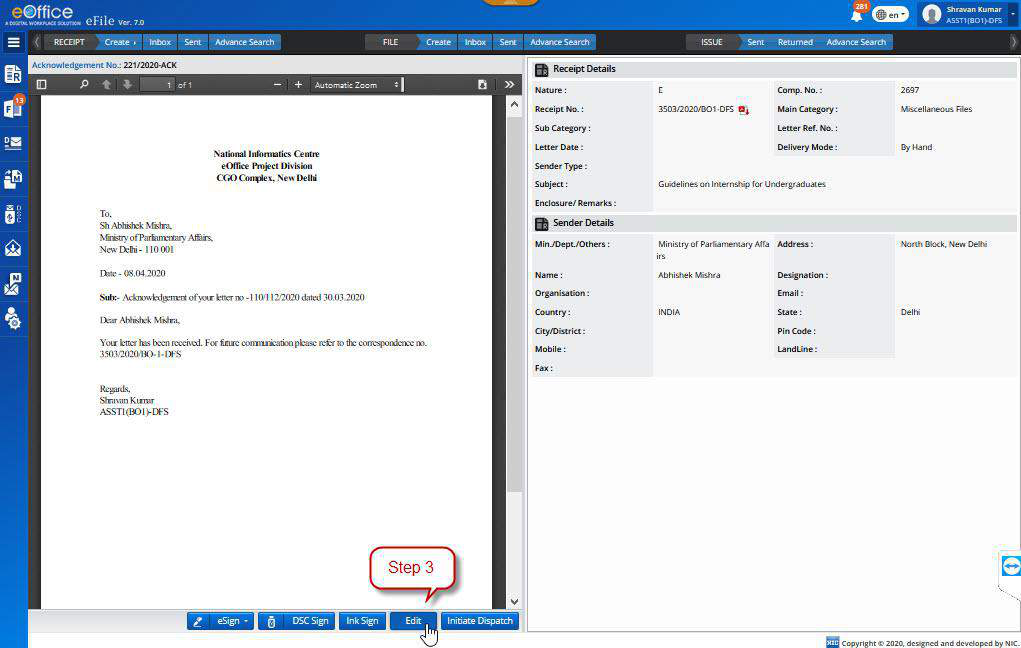 eOffice
A DIGITAL WORKPLACE SOLUTION
eFile Ver. 7.0
281
en
Shravan Kumar
ASST1(BO1)-DFS
RECEIPT Create Inbox Sent Advance Search
FILE Create Inbox Sent Advance Search
ISSUE Sent Returned Advance Search
13
Acknowledgement No.: 221/2020-ACK
1 of 1
Automatic Zoom
National Informatics Centre
eOffice Project Division
CGO Complex, New Delhi
To,
Sh Abhishek Mishra,
Ministry of Parliamentary Affairs,
New Delhi - 110 001
Date - 08.04.2020
Sub:- Acknowledgement of your letter no -110/112/2020 dated 30.03.2020
Dear Abhishek Mishra,
Your letter has been received. For future communication please refer to the correspondence no.
3503/2020/BO-1-DFS
Regards,
Shravan Kumar
ASST1(BO1)-DFS
Step 3
eSign DSC Sign Ink Sign Edit Initiate Dispatch
Receipt Details
Nature : E Comp. No. : 2697
Receipt No. : 3503/2020/BO1-DFS Main Category : Miscellaneous Files
Sub Category : Letter Ref. No. :
Letter Date : Delivery Mode : By Hand
Sender Type :
Subject : Guidelines on Internship for Undergraduates
Enclosure/ Remarks :
Sender Details
Min./Dept./Others : Ministry of Parliamentary Affa Address : North Block, New Delhi
irs
Name : Abhishek Mishra Designation :
Organisation : Email :
Country : INDIA State : Delhi
City/District : Pin Code :
Mobile : LandLine :
Fax :
NIC Copyright © 2020, designed and developed by NIC.